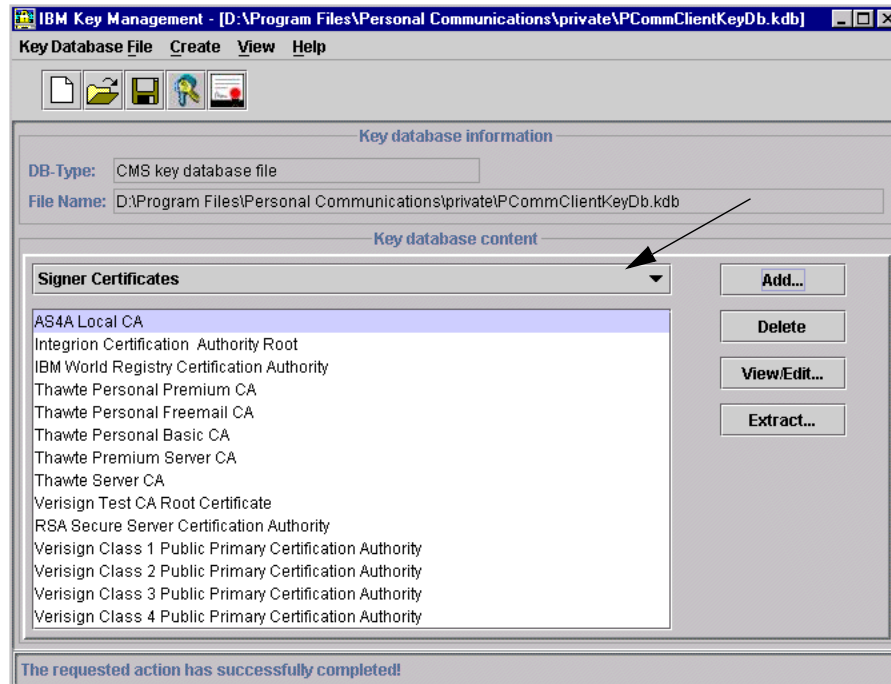 IBM Key Management - [D:\Program Files\Personal Communications\private\PCommClientKeyDb.kdb]
Key Database File Create View Help
Key database information
DB-Type: CMS key database file
File Name: D:\Program Files\Personal Communications\private\PCommClientKeyDb.kdb
Key database content
Signer Certificates
Add...
AS4A Local CA
Delete
Integrion Certification Authority Root
IBM World Registry Certification Authority
View/Edit...
Thawte Personal Premium CA
Thawte Personal Freemail CA
Extract...
Thawte Personal Basic CA
Thawte Premium Server CA
Thawte Server CA
Verisign Test CA Root Certificate
RSA Secure Server Certification Authority
Verisign Class 1 Public Primary Certification Authority
Verisign Class 2 Public Primary Certification Authority
Verisign Class 3 Public Primary Certification Authority
Verisign Class 4 Public Primary Certification Authority
The requested action has successfully completed!